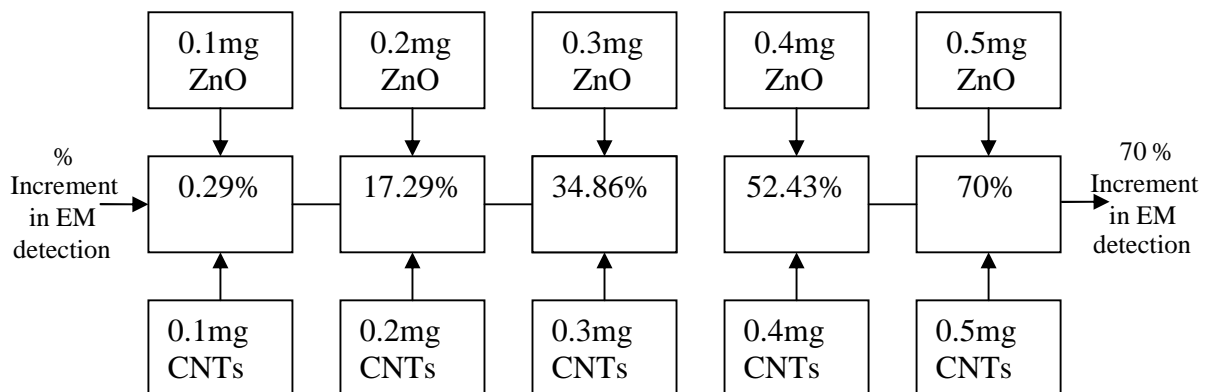 0.1mg
ZnO
0.2mg
ZnO
0.3mg
ZnO
0.4mg
ZnO
0.5mg
ZnO
%
Increment
in EM
detection
0.29%
17.29%
34.86%
52.43%
70%
70 %
Increment
in EM
detection
0.1mg
CNTs
0.2mg
CNTs
0.3mg
CNTs
0.4mg
CNTs
0.5mg
CNTs